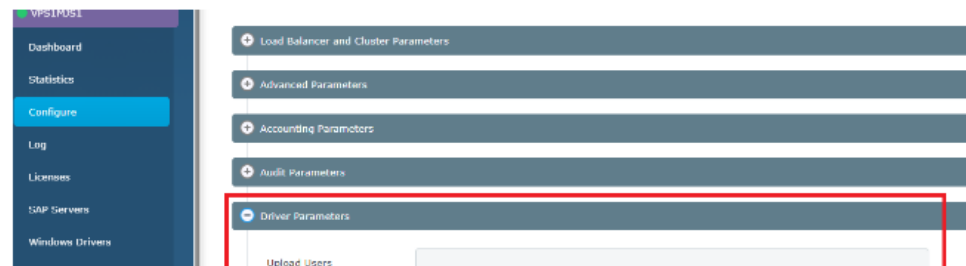 VPS1MDS1
Dashboard
Statistics
Configure
Log
Licenses
SAP Servers
Windows Drivers
Load Balancer and Cluster Parameters
Advanced Parameters
Accounting Parameters
Audit Parameters
Driver Parameters
Upload Users